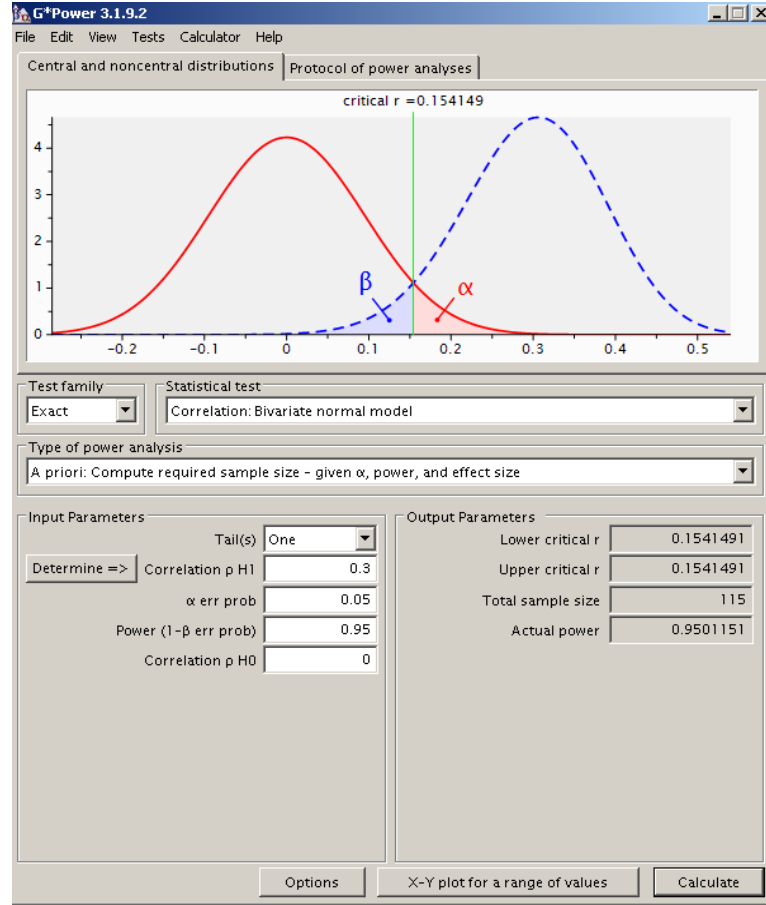 G*Power 3.1.9.2
File Edit View Tests Calculator Help
Central and noncentral distributions Protocol of power analyses
critical r =0.154149
4
3
2
1
0
β
α
-0.2 -0.1 0 0.1 0.2 0.3 0.4 0.5
Test family Statistical test
Exact Correlation: Bivariate normal model
Type of power analysis
A priori: Compute required sample size – given α, power, and effect size
Input Parameters Output Parameters
Tail(s) One Lower critical r 0.1541491
Determine => Correlation ρ H1 0.3 Upper critical r 0.1541491
α err prob 0.05 Total sample size 115
Power (1-β err prob) 0.95 Actual power 0.9501151
Correlation ρ H0 0
Options X-Y plot for a range of values Calculate